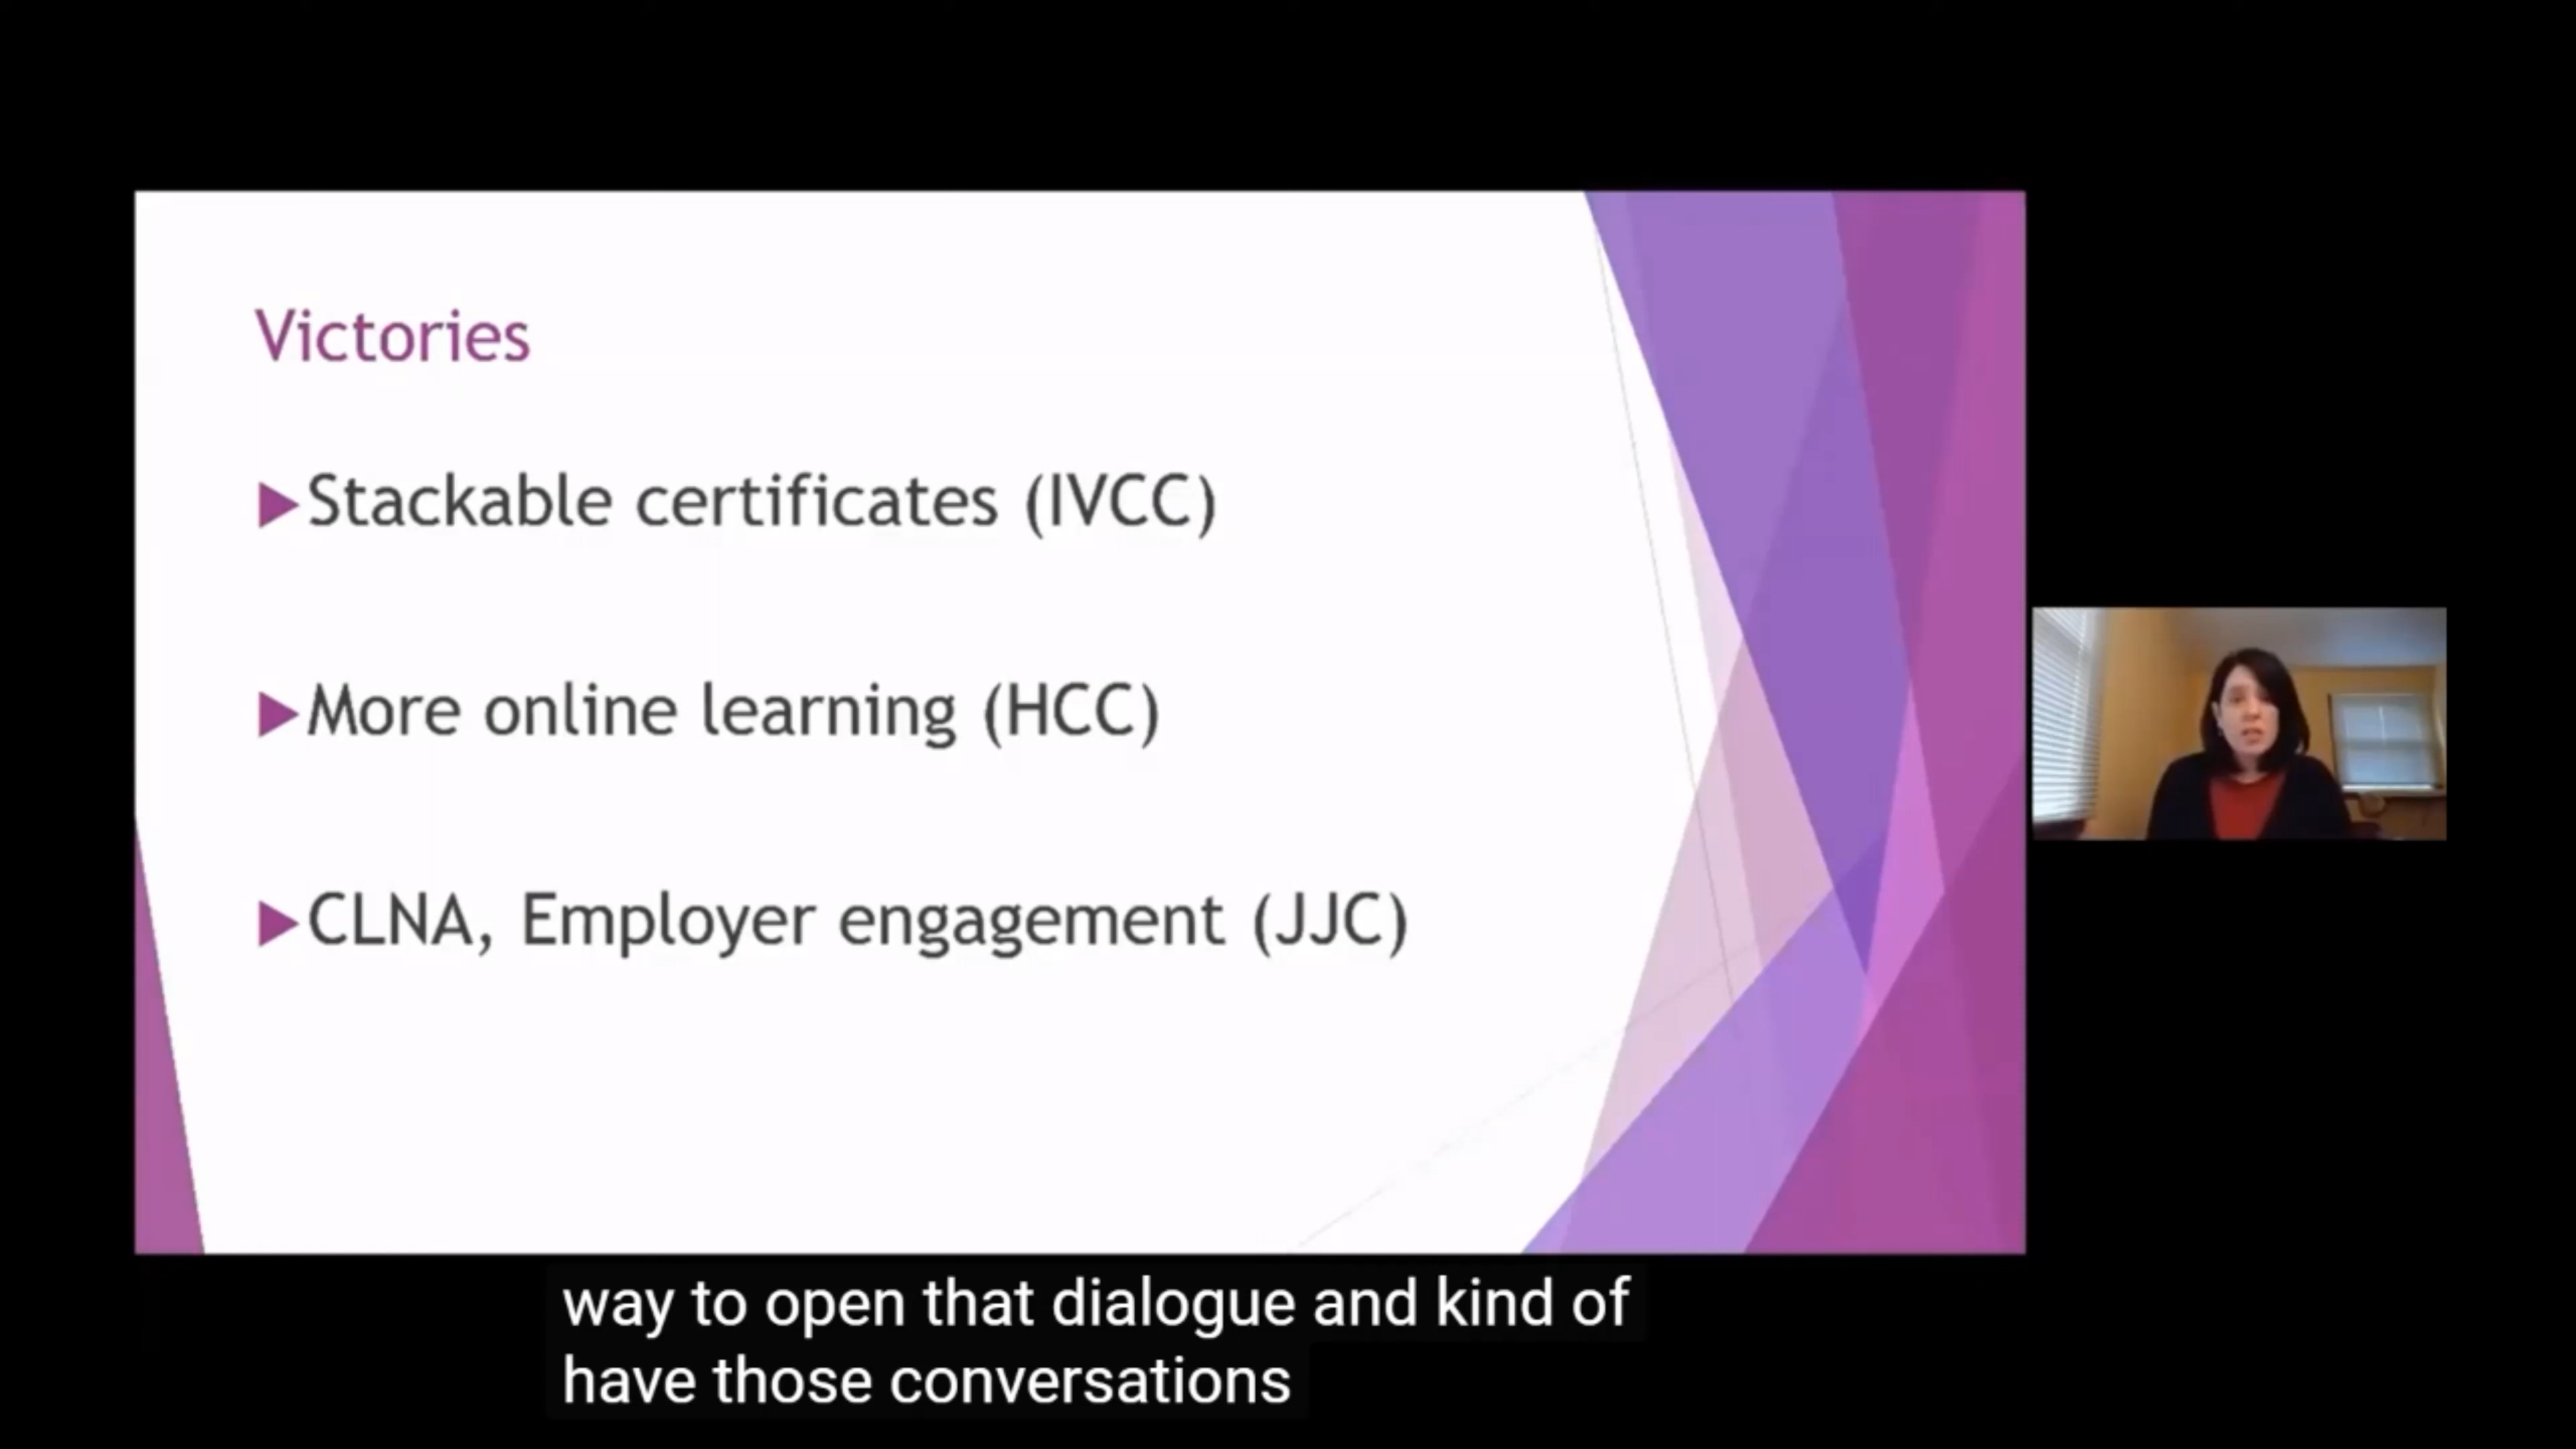 Victories
Stackable certificates (IVCC)
More online learning (HCC)
CLNA, Employer engagement (JJC)
way to open that dialogue and kind of
have those conversations